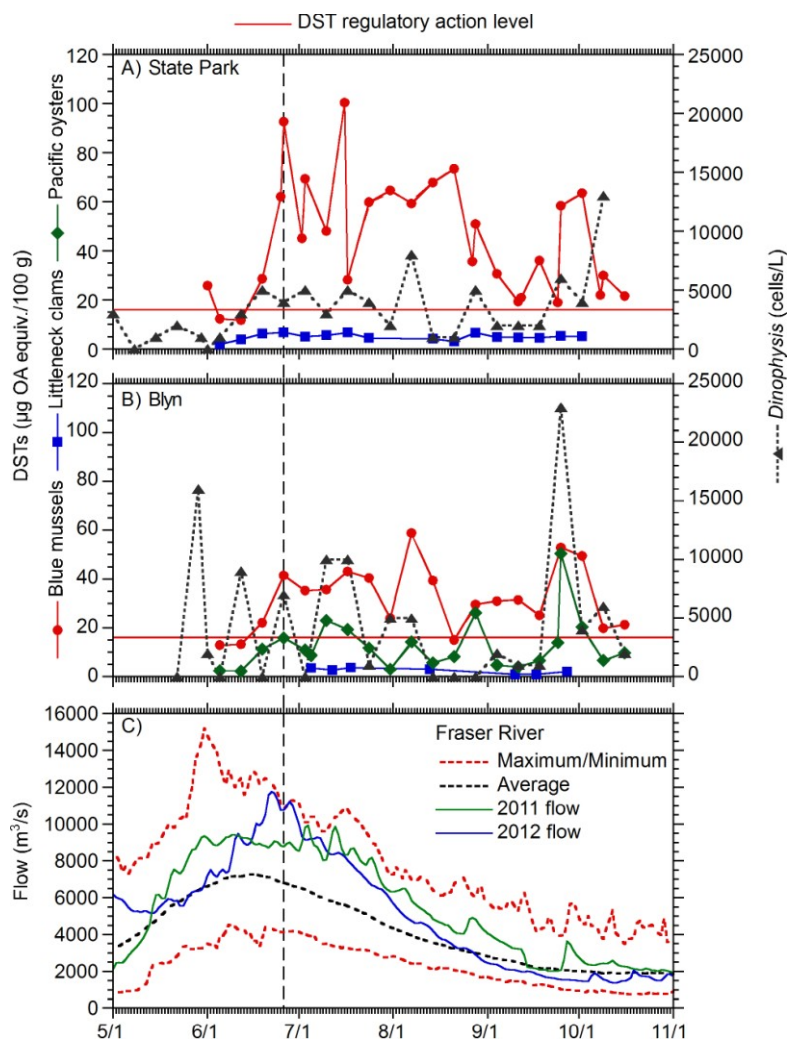 DST regulatory action level
A) State Park
120
100
80
60
40
20
0
25000
20000
15000
10000
5000
0
B) Blyn
120
100
80
60
40
20
0
25000
20000
15000
10000
5000
0
DSTs (µg OA equiv./100 g)
Blue mussels
Littleneck clams
Pacific oysters
Dinophysis (cells/L)
C)
Fraser River
Maximum/Minimum
Average
2011 flow
2012 flow
16000
14000
12000
10000
8000
6000
4000
2000
0
Flow (m³/s)
5/1 6/1 7/1 8/1 9/1 10/1 11/1